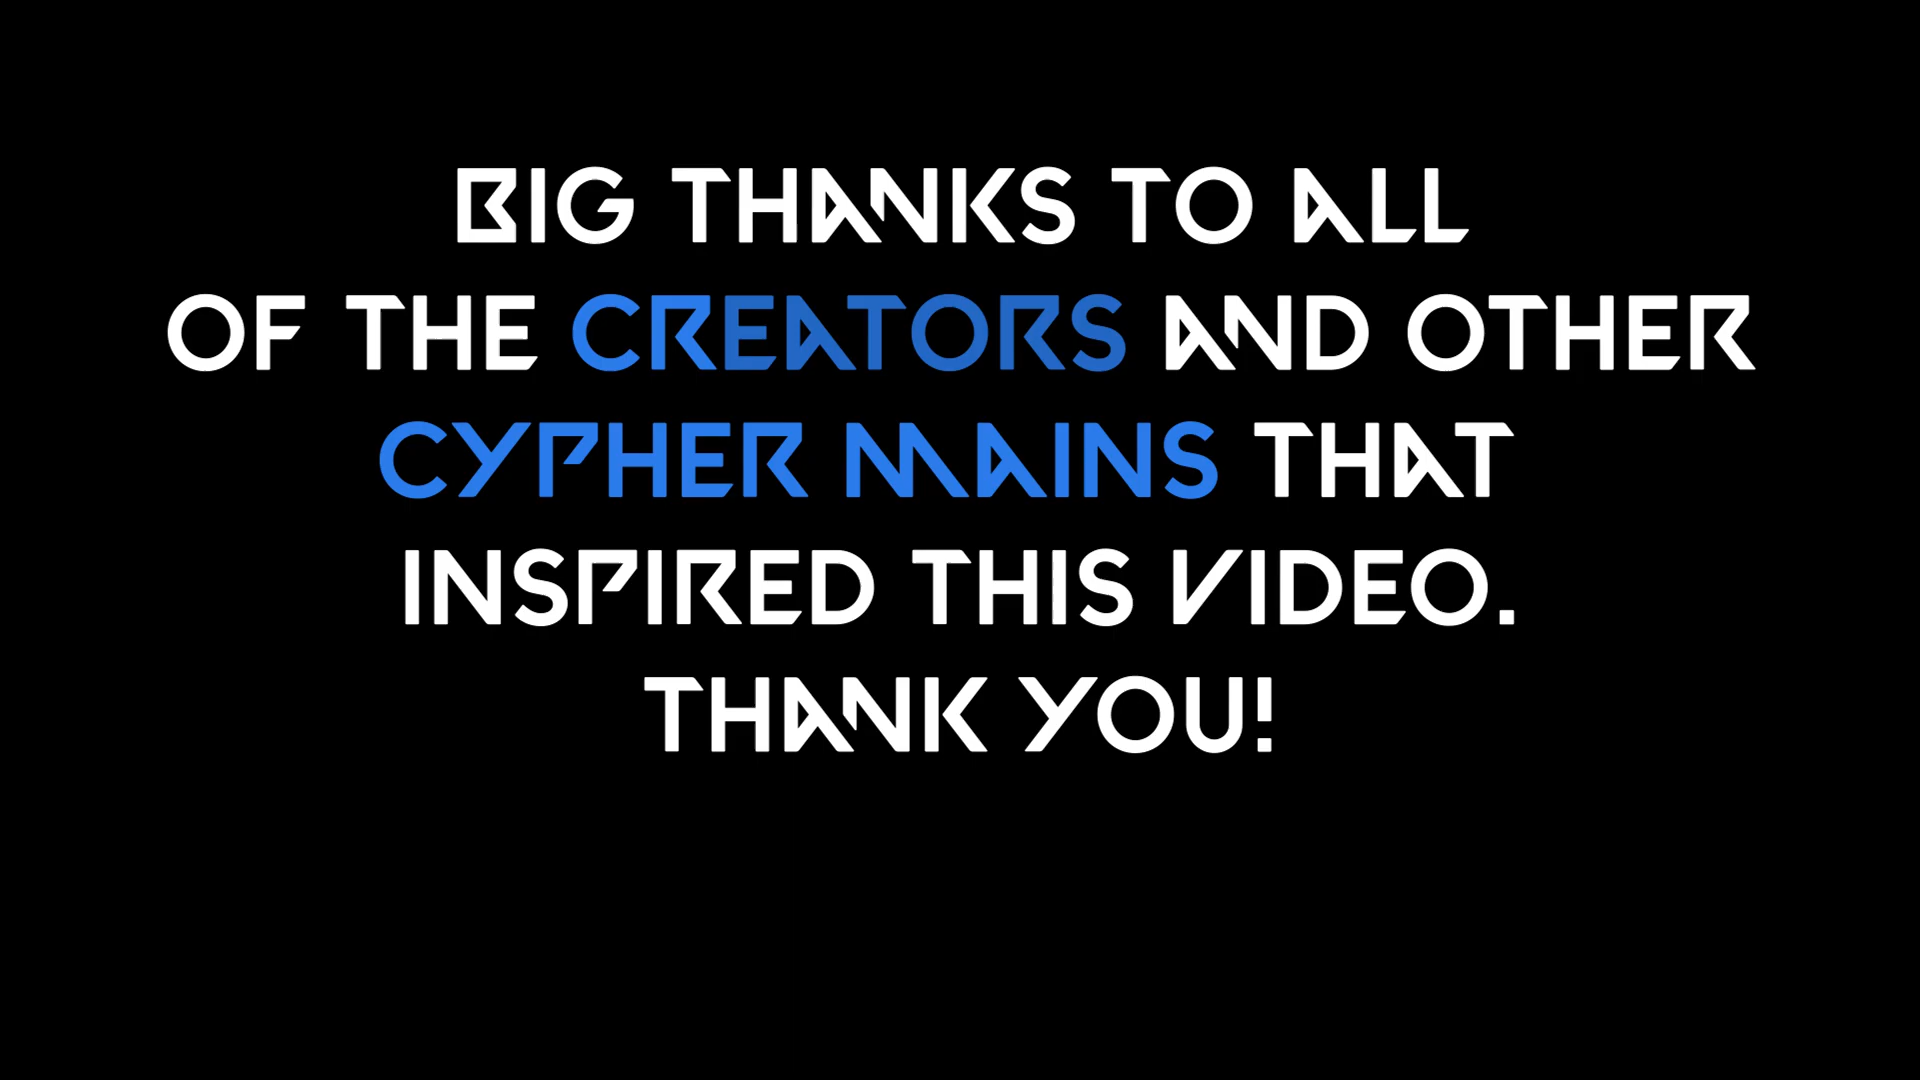 BIG THANKS TO ALL
OF THE CREATORS AND OTHER
CYPHER MAINS THAT
INSPIRED THIS VIDEO.
THANK YOU!